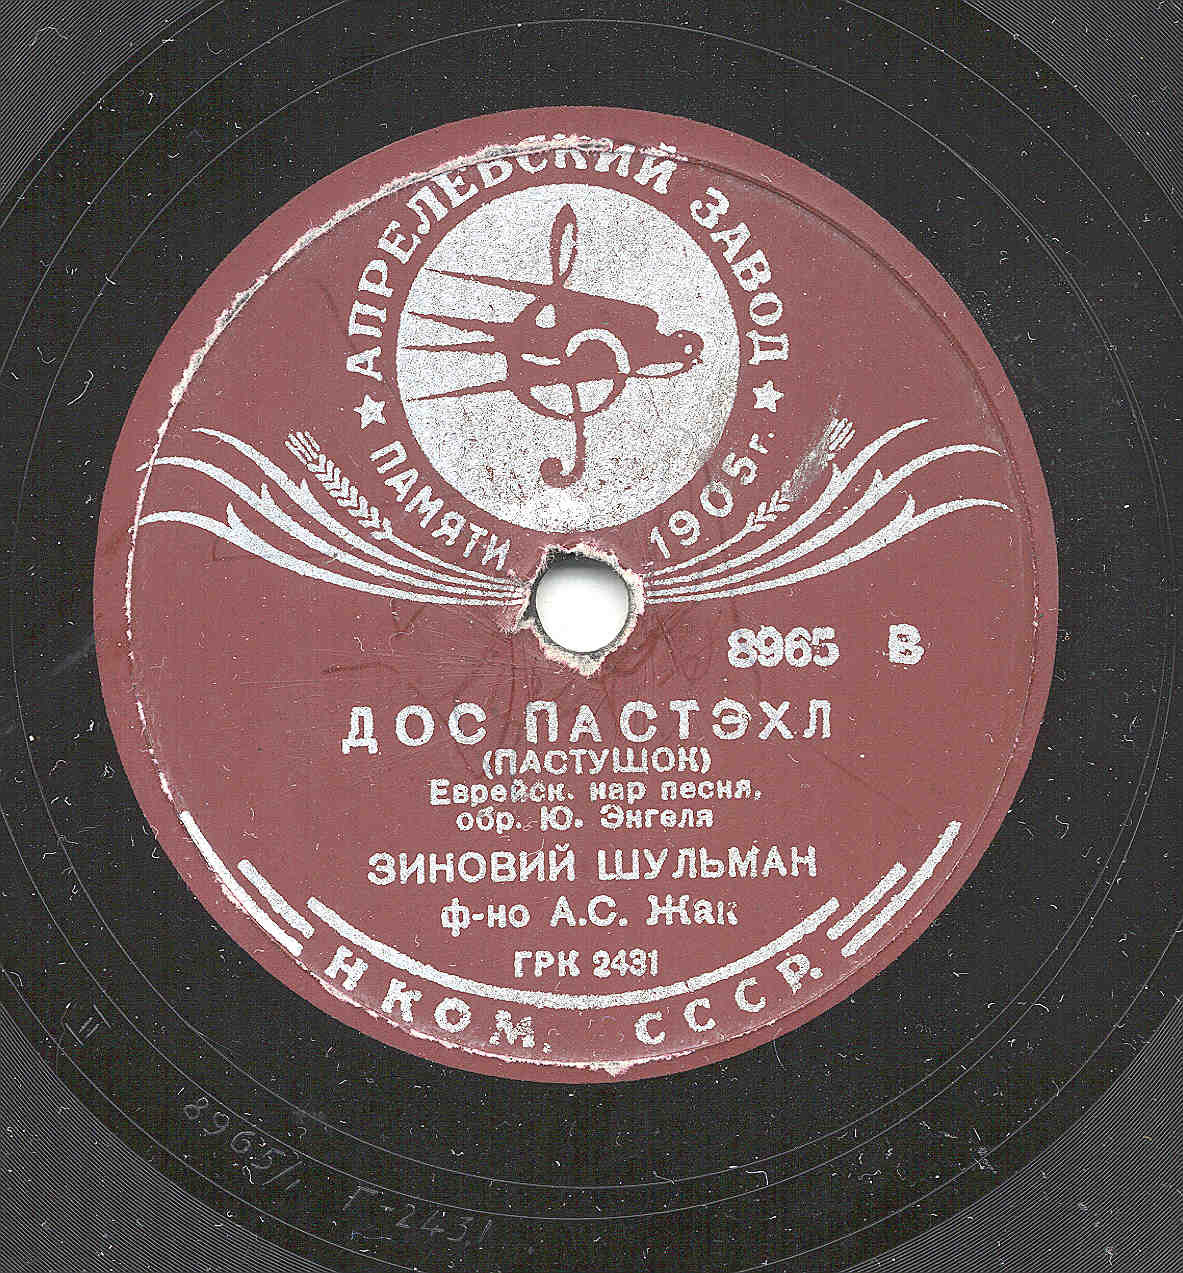 АПРЕЛЕВСКИЙ ЗАВОД
ПАМЯТИ 1905 г.
8965 В
ДОС ПАСТЭХЛ
(ПАСТУШОК)
Еврейск. нар песня,
обр. Ю. Энгеля
ЗИНОВИЙ ШУЛЬМАН
ф-но А.С. Жак
ГРК 2431
НКОМ. СССР.
8965/1 Г-2431